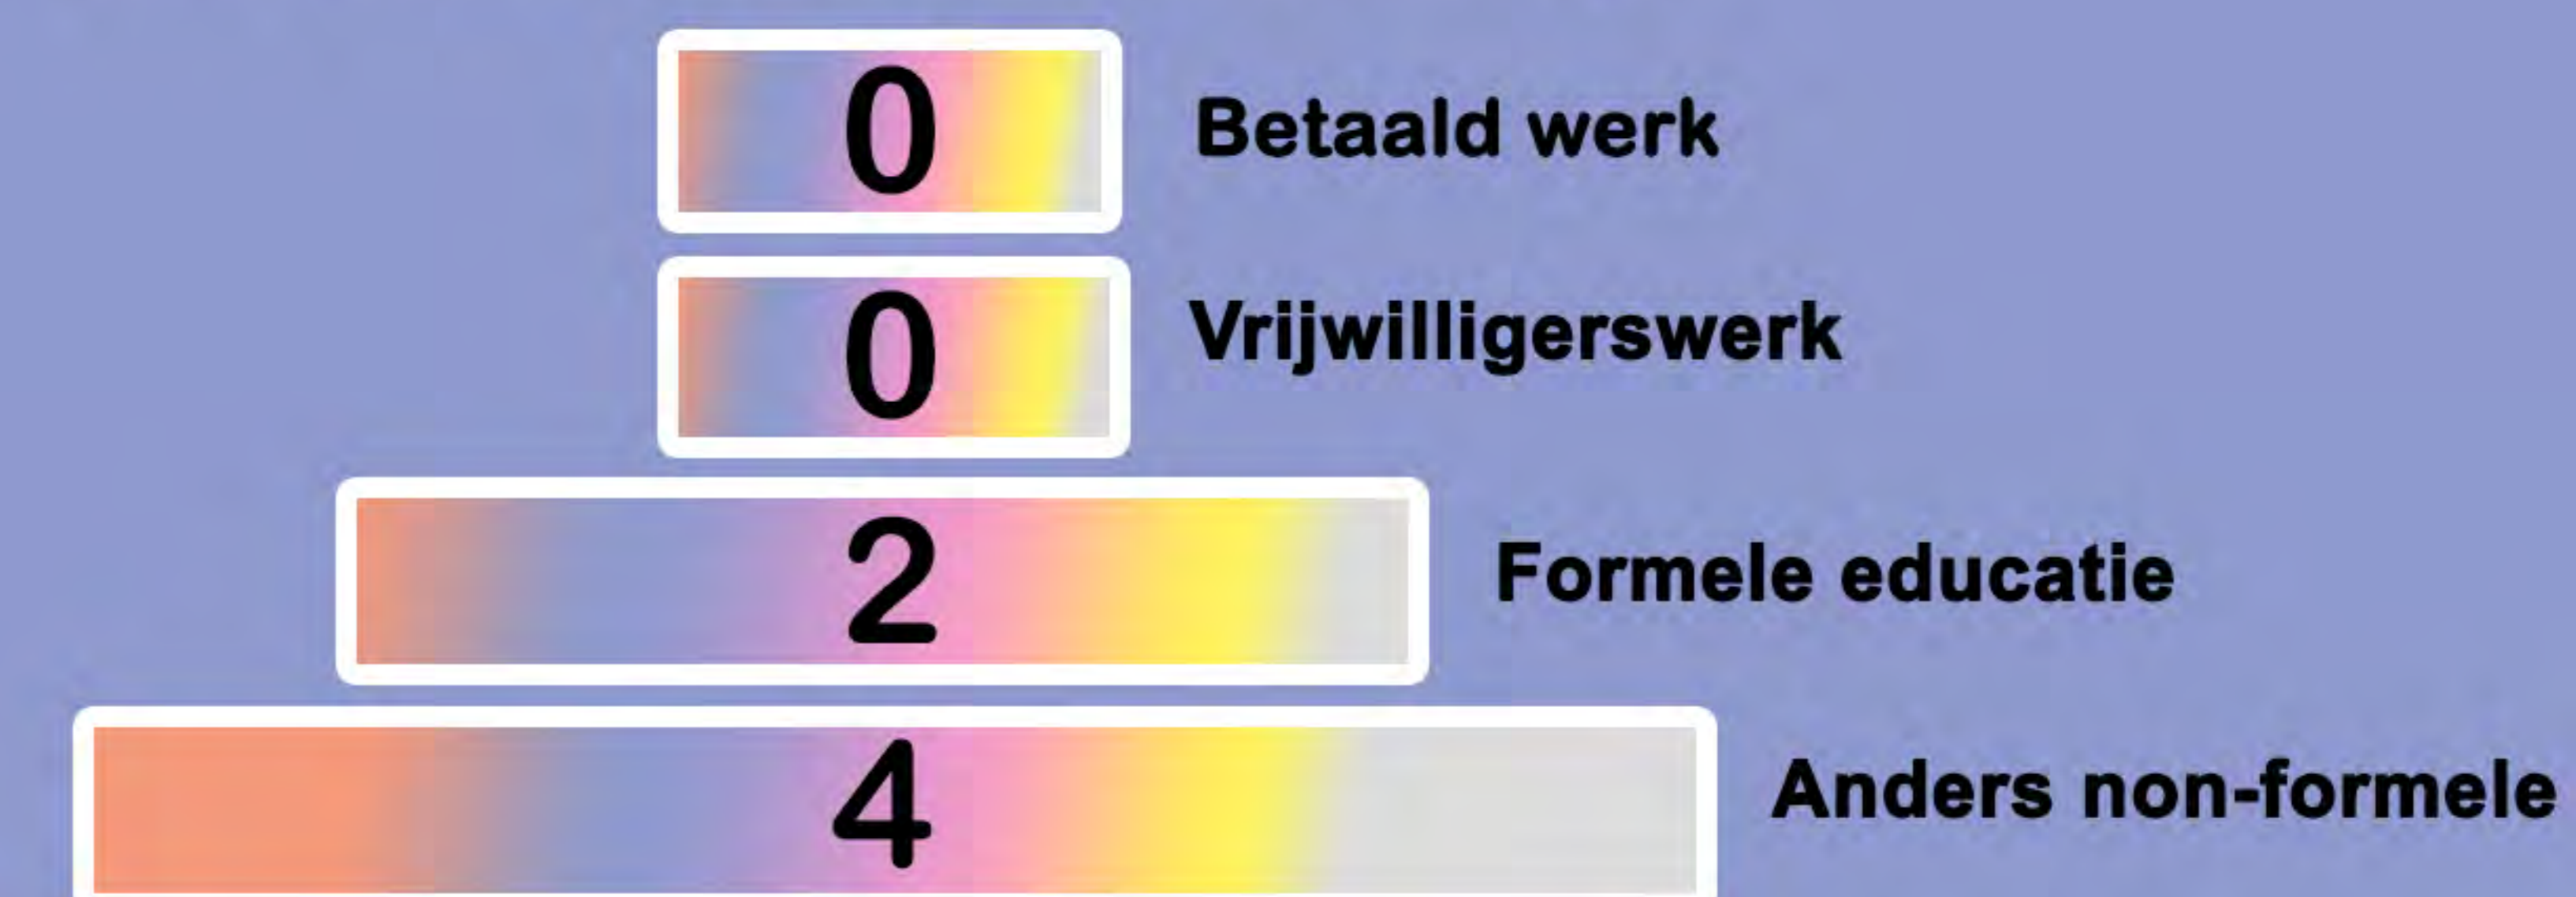 0 Betaald werk
0 Vrijwilligerswerk
2 Formele educatie
4 Anders non-formele